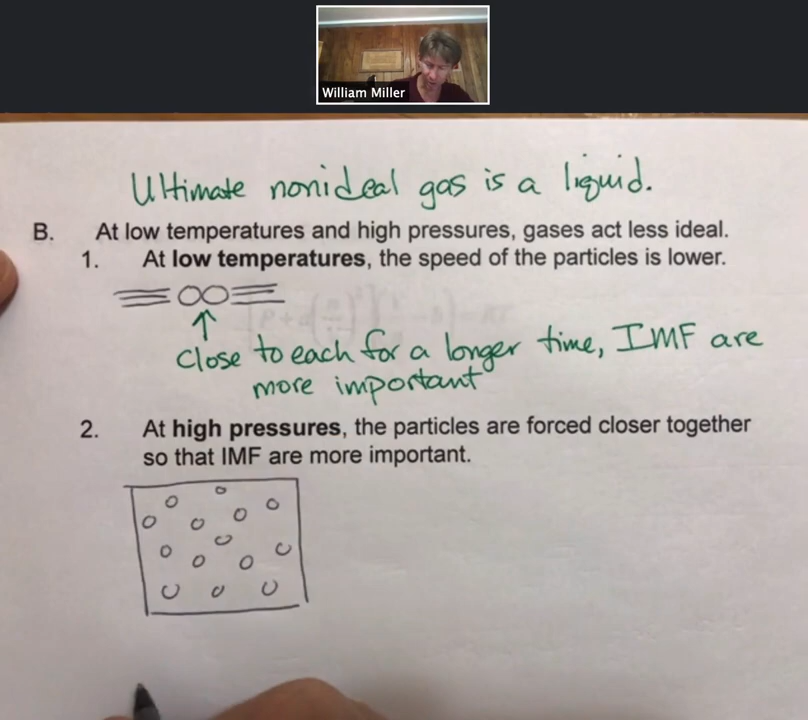 William Miller
Ultimate nonideal gas is a liquid.
B. At low temperatures and high pressures, gases act less ideal.
1. At low temperatures, the speed of the particles is lower.
close to each for a longer time, IMF are
more important
2. At high pressures, the particles are forced closer together
so that IMF are more important.